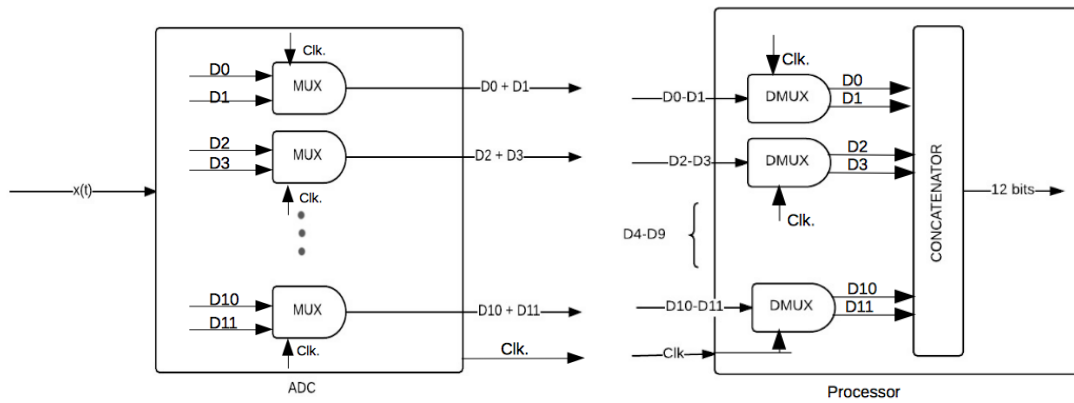 Clk.
D0
MUX
D1
D0 + D1
D2
MUX
D3
D2 + D3
Clk.
x(t)
D10
MUX
D11
D10 + D11
Clk.
Clk.
ADC
Clk.
D0-D1
DMUX
D0
D1
D2-D3
DMUX
D2
D3
Clk.
D4-D9
D10-D11
DMUX
D10
D11
Clk
CONCATENATOR
12 bits
Processor